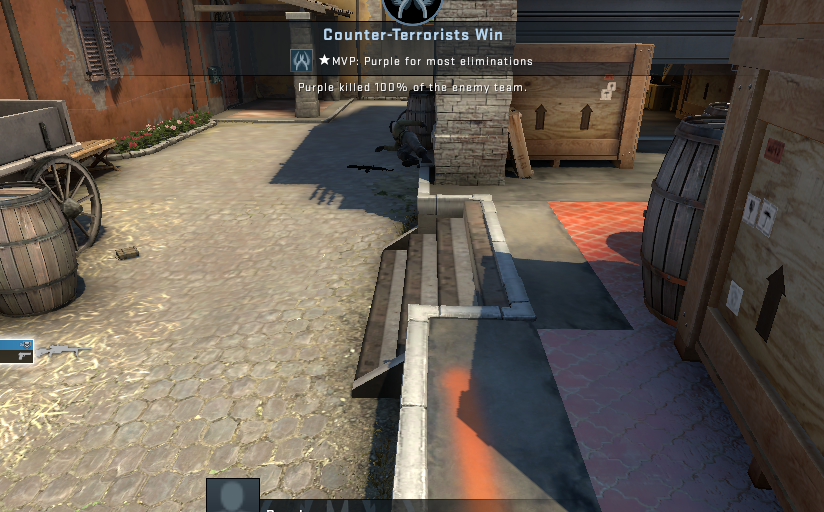 Counter-Terrorists Win
★MVP: Purple for most eliminations
Purple killed 100% of the enemy team.